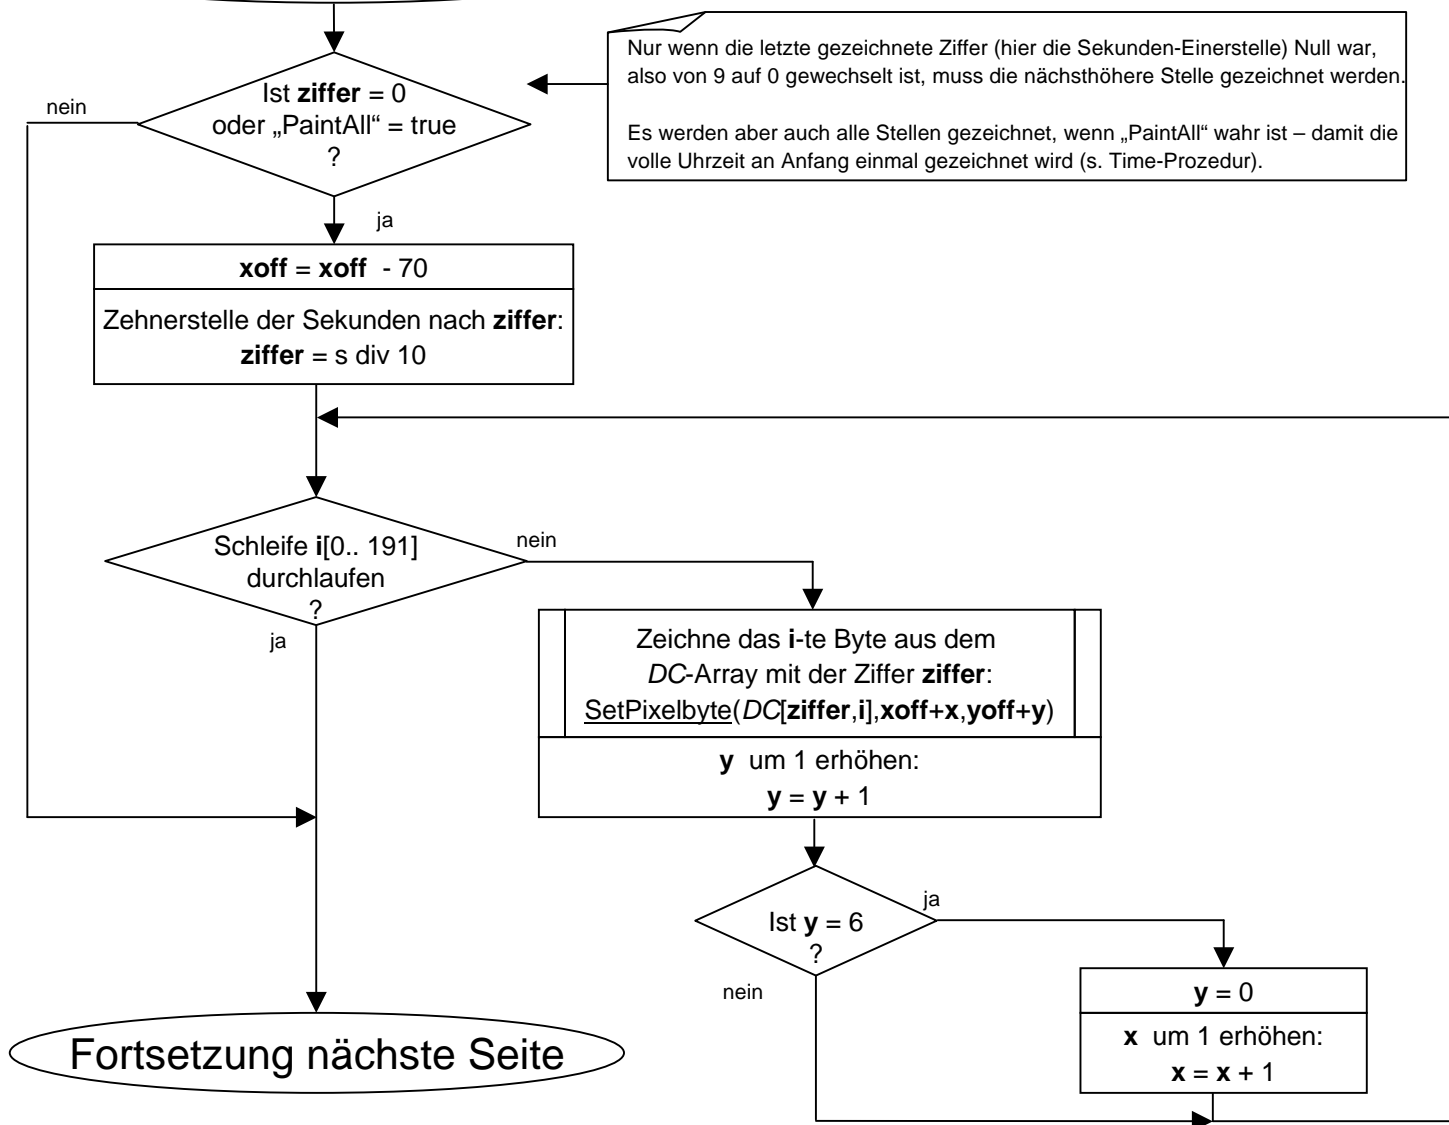 Nur wenn die letzte gezeichnete Ziffer (hier die Sekunden-Einerstelle) Null war,
also von 9 auf 0 gewechselt ist, muss die nächsthöhere Stelle gezeichnet werden.
Es werden aber auch alle Stellen gezeichnet, wenn „PaintAll“ wahr ist – damit die
volle Uhrzeit an Anfang einmal gezeichnet wird (s. Time-Prozedur).
nein
Ist ziffer = 0
oder „PaintAll“ = true
?
ja
xoff = xoff - 70
Zehnerstelle der Sekunden nach ziffer:
ziffer = s div 10
Schleife i[0.. 191]
durchlaufen
?
nein
ja
Zeichne das i-te Byte aus dem
DC-Array mit der Ziffer ziffer:
SetPixelbyte(DC[ziffer,i],xoff+x,yoff+y)
y um 1 erhöhen:
y = y + 1
Ist y = 6
?
ja
nein
y = 0
x um 1 erhöhen:
x = x + 1
Fortsetzung nächste Seite